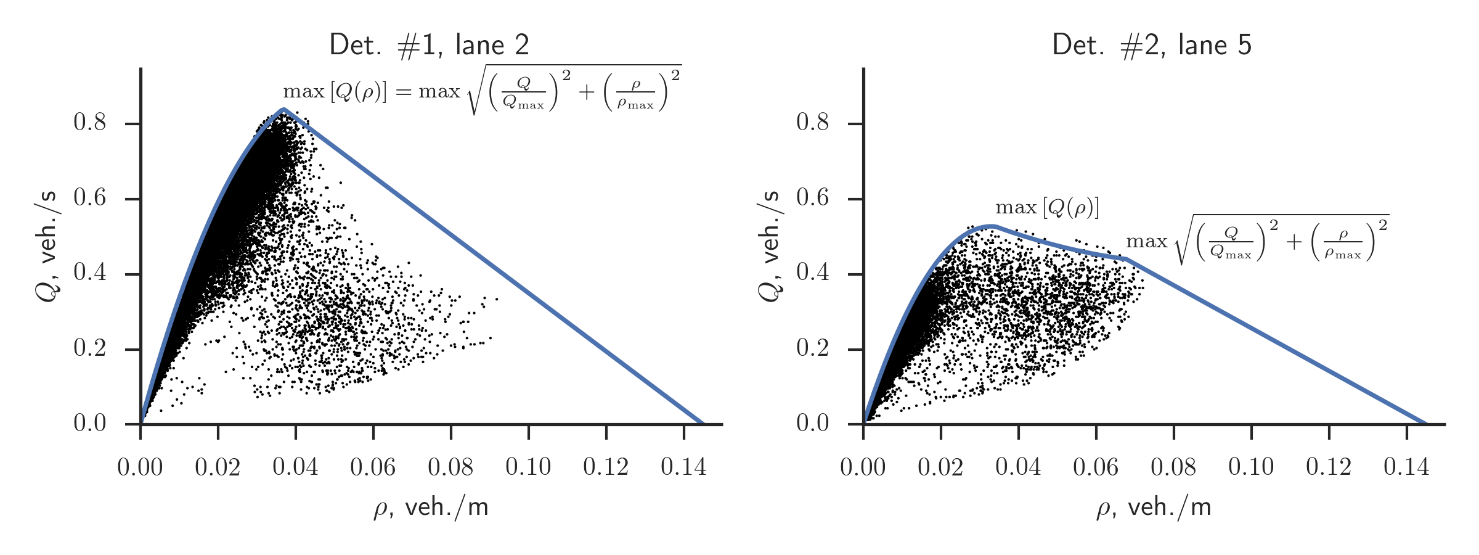 Det. #1, lane 2
max [Q(ρ)] = max √((Q/Q_max)² + (ρ/ρ_max)²)
Q, veh./s
0.8
0.6
0.4
0.2
0.0
0.00 0.02 0.04 0.06 0.08 0.10 0.12 0.14
ρ, veh./m
Det. #2, lane 5
max [Q(ρ)]
max √((Q/Q_max)² + (ρ/ρ_max)²)
Q, veh./s
0.8
0.6
0.4
0.2
0.0
0.00 0.02 0.04 0.06 0.08 0.10 0.12 0.14
ρ, veh./m